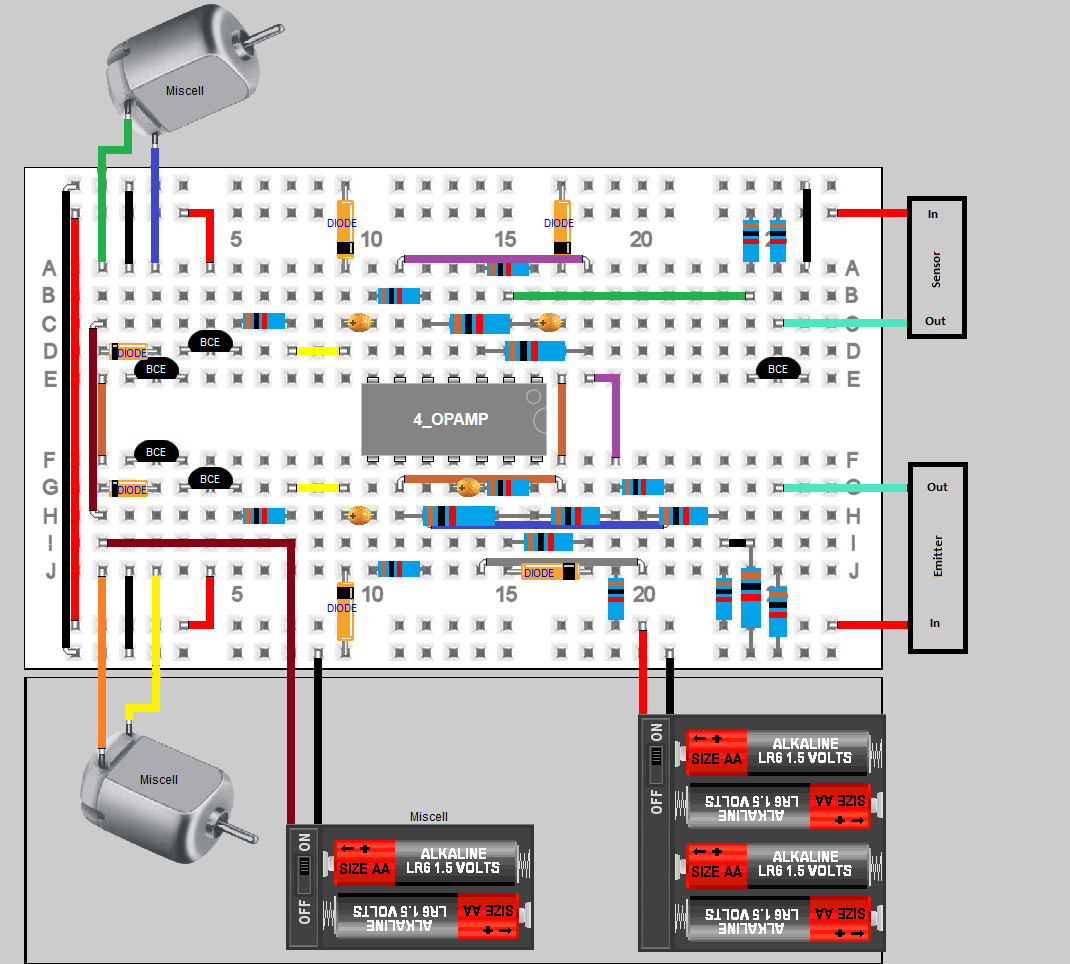 Miscell
DIODE
DIODE
5
10
15
20
In
Sensor
Out
A
A
B
B
C
DIODE
BCE
D
D
BCE
BCE
E
E
4_OPAMP
BCE
F
F
DIODE
BCE
G
Out
H
H
I
I
Emitter
DIODE
J
J
5
10
15
20
DIODE
In
Miscell
Miscell
ON
OFF
SIZE AA
ALKALINE
LR6 1.5 VOLTS
SIZE AA
ALKALINE
LR6 1.5 VOLTS
ON
OFF
SIZE AA
ALKALINE
LR6 1.5 VOLTS
SIZE AA
ALKALINE
LR6 1.5 VOLTS
SIZE AA
ALKALINE
LR6 1.5 VOLTS
SIZE AA
ALKALINE
LR6 1.5 VOLTS